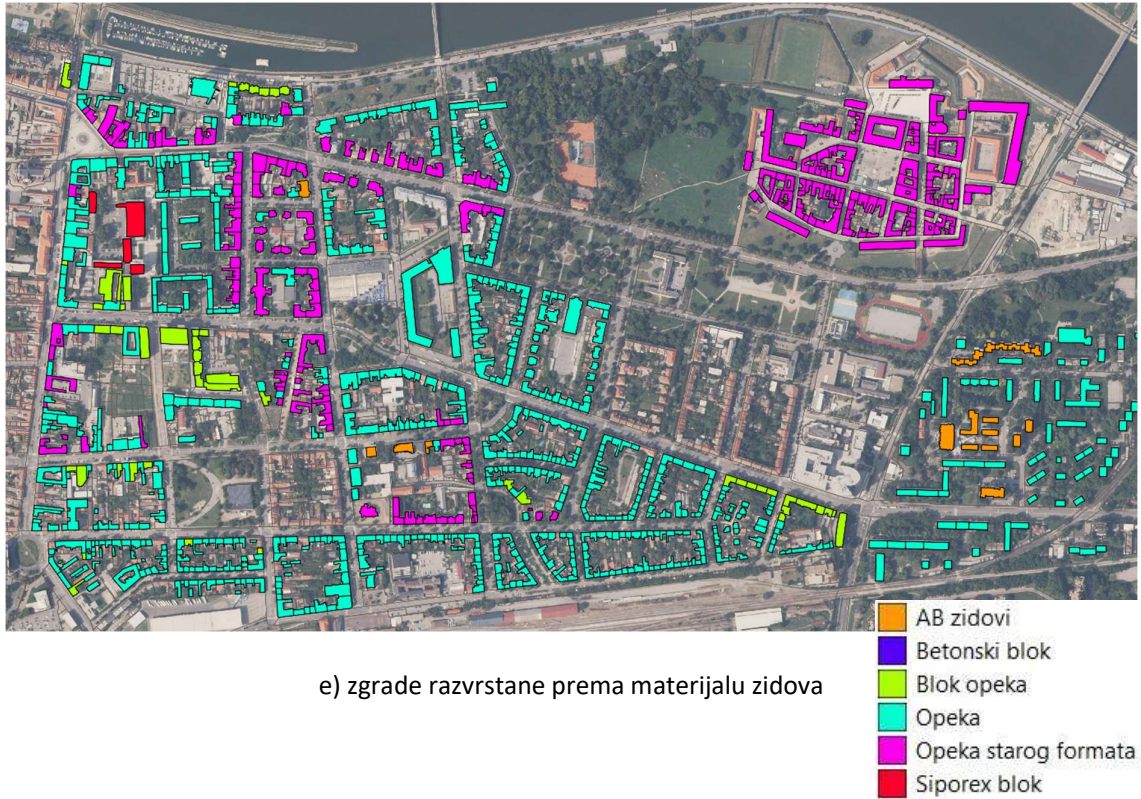 e) zgrade razvrstane prema materijalu zidova
AB zidovi
Betonski blok
Blok opeka
Opeka
Opeka starog formata
Siporex blok